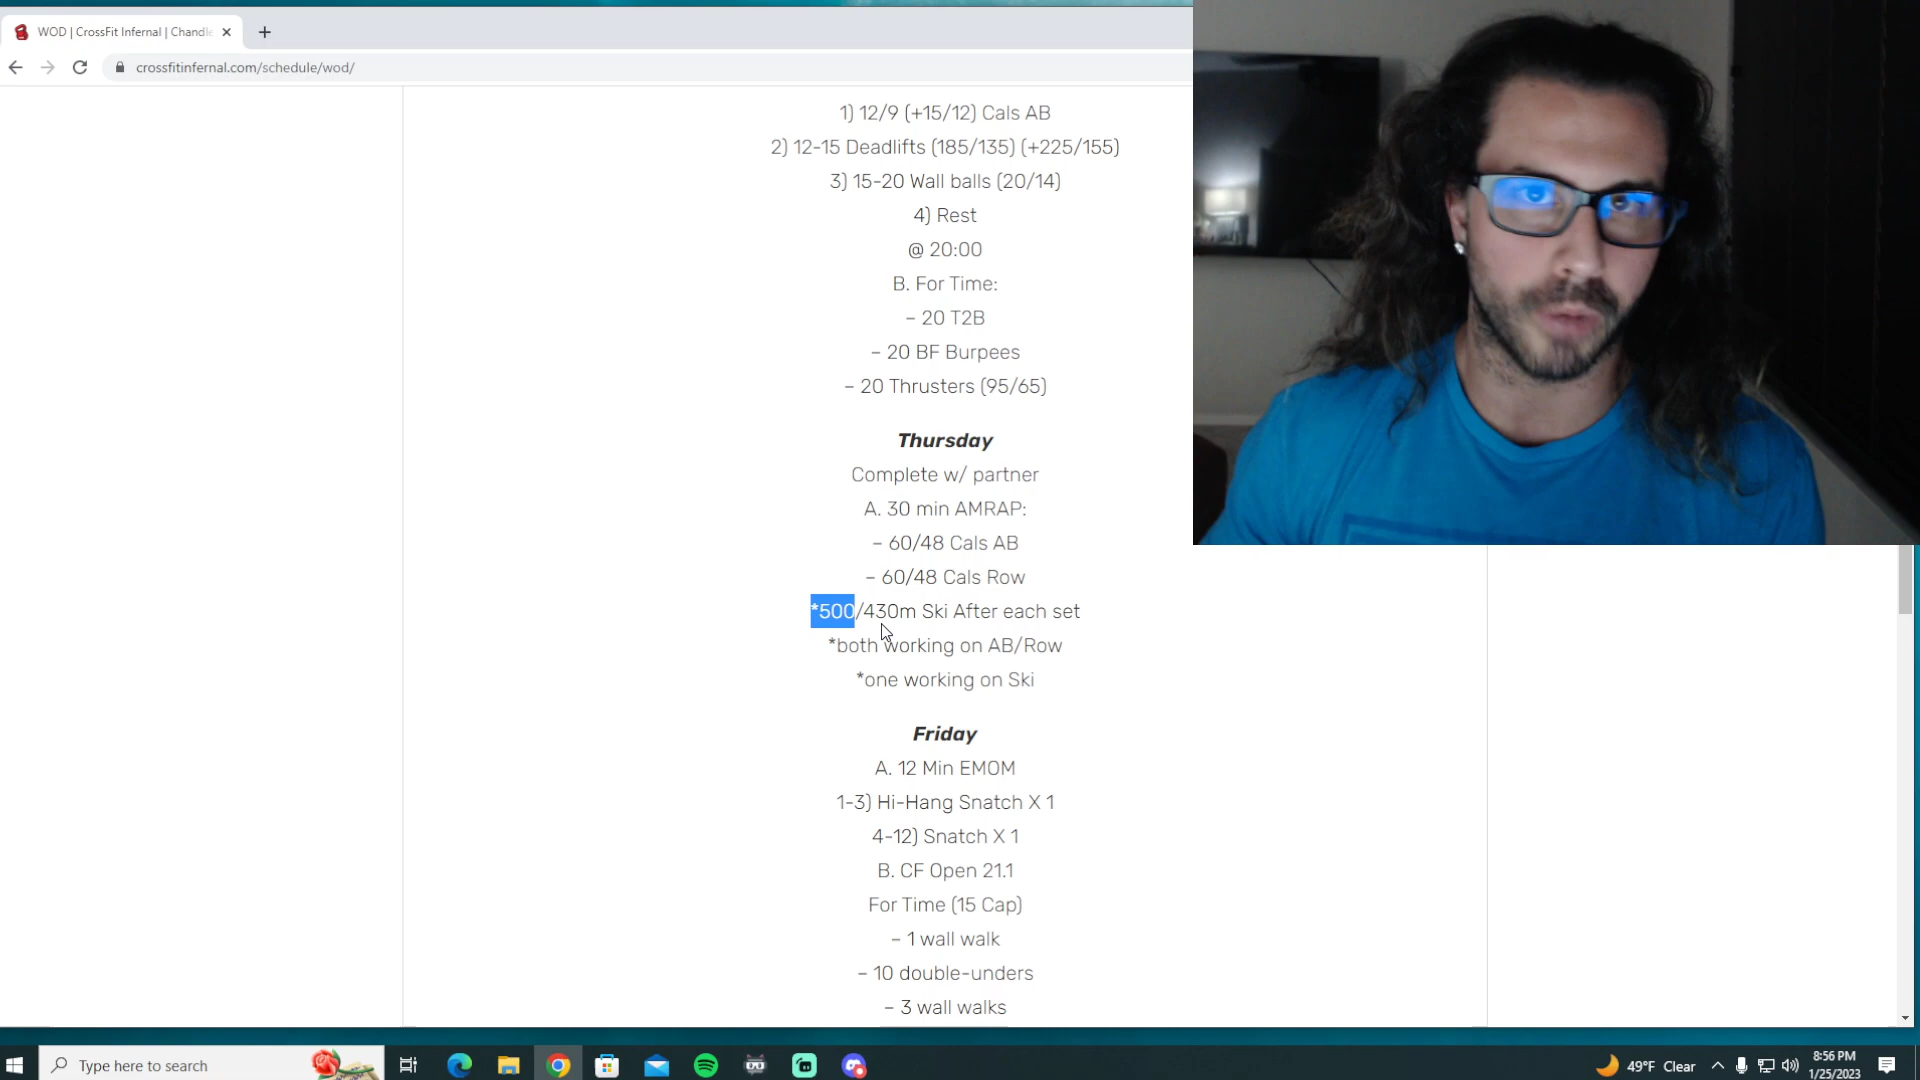 WOD | CrossFit Infernal | Chandle
crossfitinfernal.com/schedule/wod/
1) 12/9 (+15/12) Cals AB
2) 12-15 Deadlifts (185/135) (+225/155)
3) 15-20 Wall balls (20/14)
4) Rest
@ 20:00
B. For Time:
– 20 T2B
– 20 BF Burpees
– 20 Thrusters (95/65)
Thursday
Complete w/ partner
A. 30 min AMRAP:
– 60/48 Cals AB
– 60/48 Cals Row
*500/430m Ski After each set
*both working on AB/Row
*one working on Ski
Friday
A. 12 Min EMOM
1-3) Hi-Hang Snatch X 1
4-12) Snatch X 1
B. CF Open 21.1
For Time (15 Cap)
– 1 wall walk
– 10 double-unders
– 3 wall walks
Type here to search
49°F Clear
8:56 PM
1/25/2023